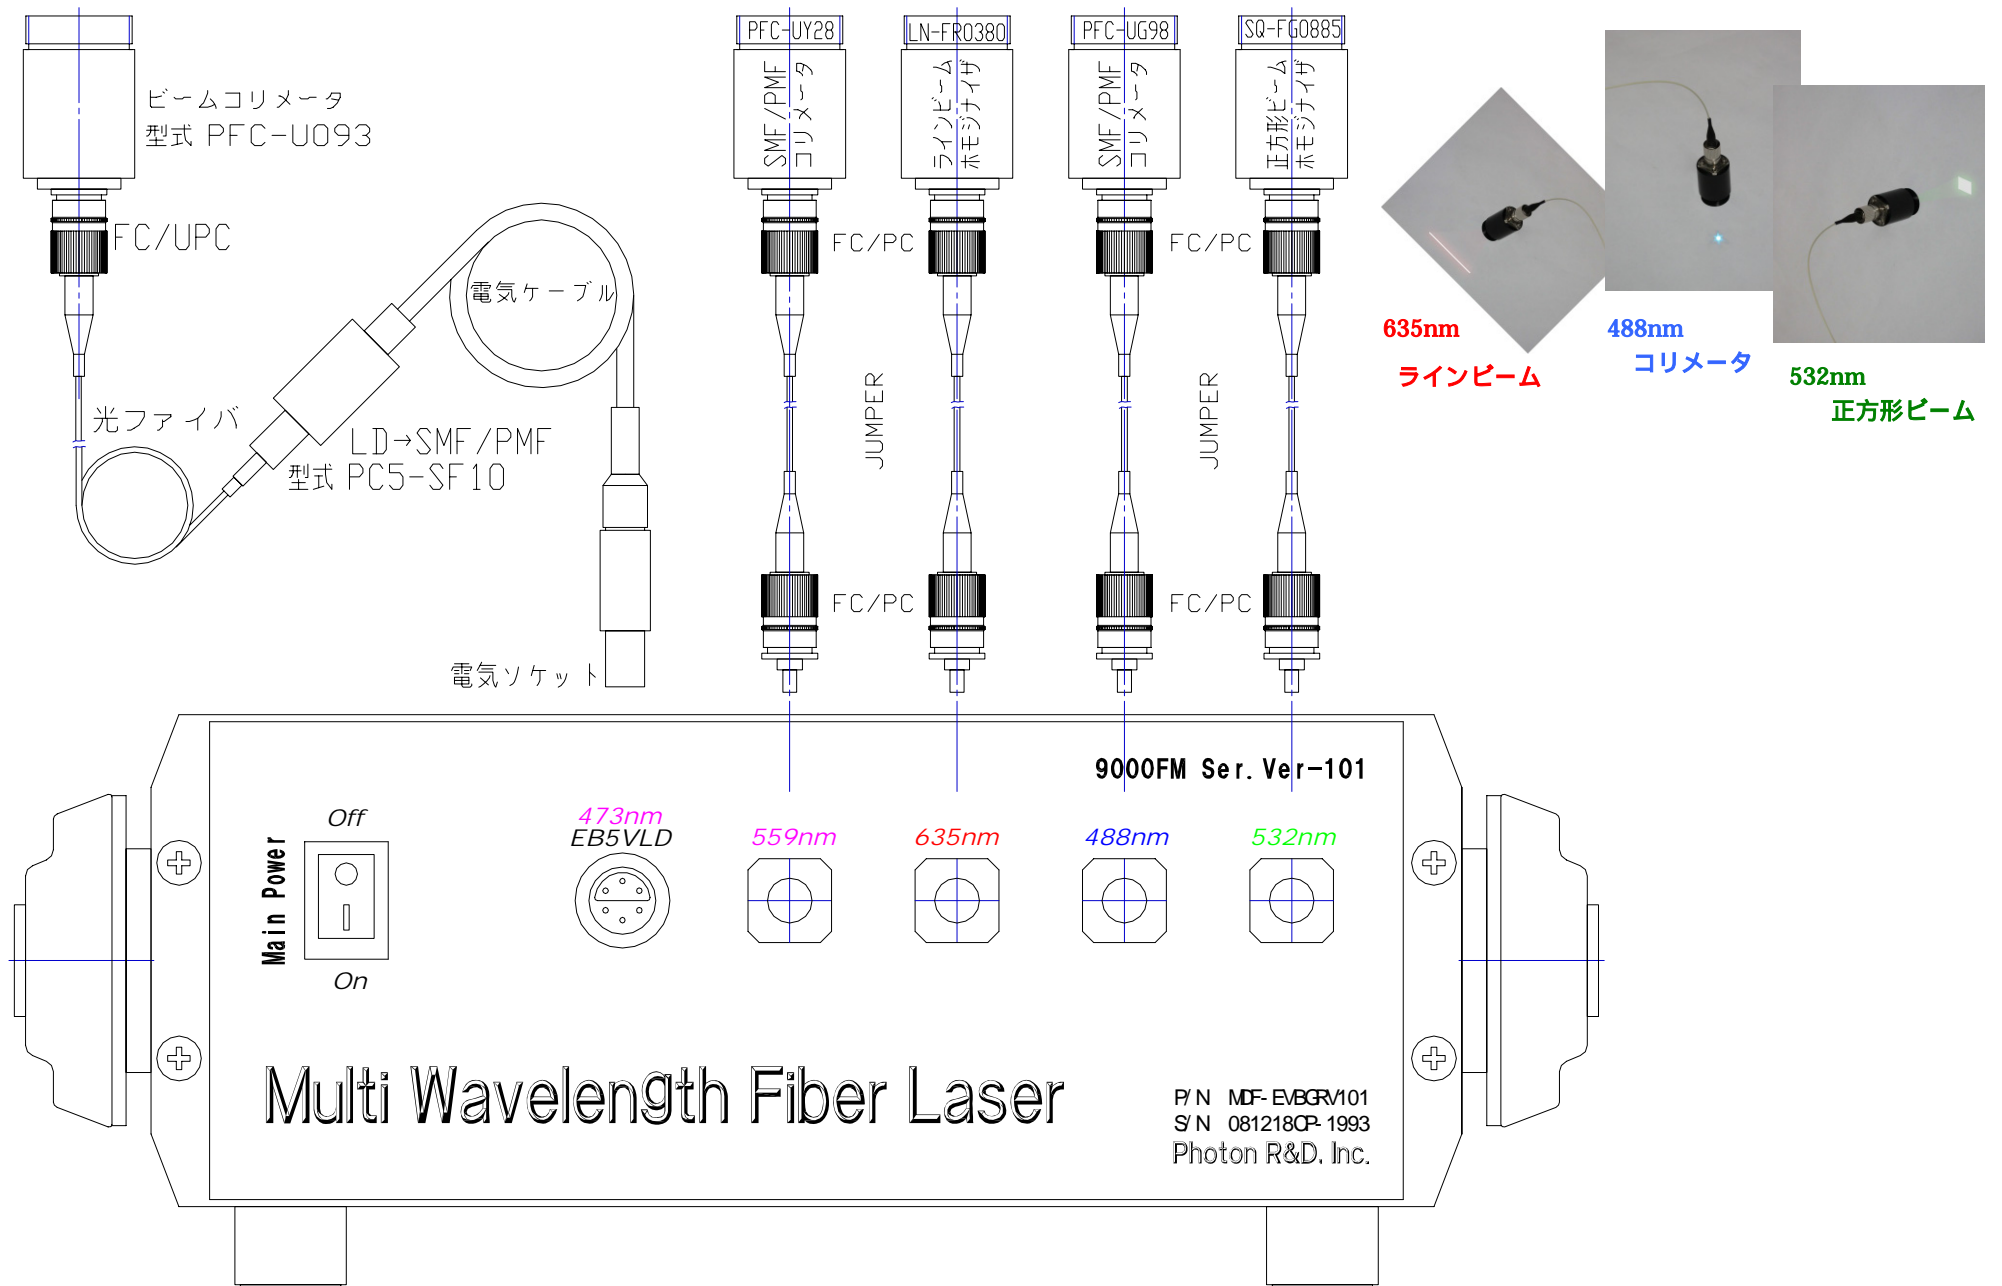 ビームコリメータ
型式 PFC-U093
FC/UPC
光ファイバ
LD→SMF/PMF
型式 PC5-SF10
電気ケーブル
電気ソケット
PFC-UY28
SMF/PMF
コリメータ
LN-FR0380
ラインビーム
ホモジナイザ
PFC-UG98
SMF/PMF
コリメータ
SQ-FG0885
正方形ビーム
ホモジナイザ
FC/PC
FC/PC
JUMPER
JUMPER
FC/PC
FC/PC
635nm
ラインビーム
488nm
コリメータ
532nm
正方形ビーム
9000FM Ser. Ver-101
Main Power
Off
On
473nm
EB5VLD
559nm
635nm
488nm
532nm
Multi Wavelength Fiber Laser
P/N MDF-EVBGRV101
S/N 081218OP-1993
Photon R&D. Inc.